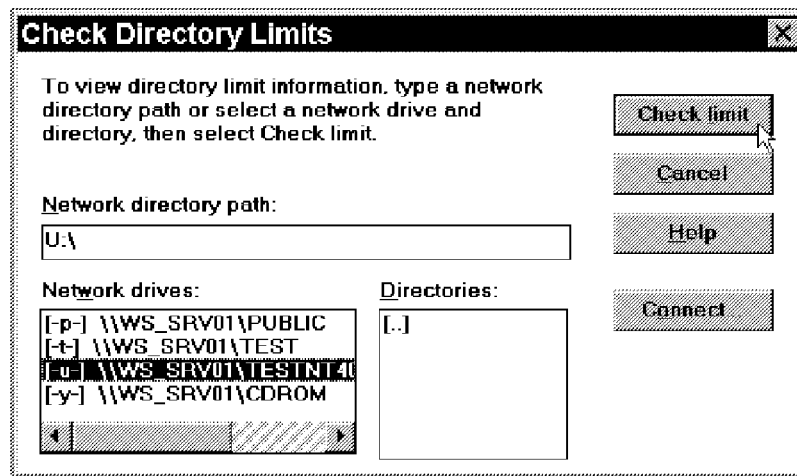 Check Directory Limits
To view directory limit information, type a network
directory path or select a network drive and
directory, then select Check limit.
Check limit
Cancel
Network directory path:
Help
U:\
Network drives:
Directories:
Connect...
[-p-] \\WS_SRV01\PUBLIC
[..]
[-t-] \\WS_SRV01\TEST
[-u-] \\WS_SRV01\TESTNT40
[-y-] \\WS_SRV01\CDROM